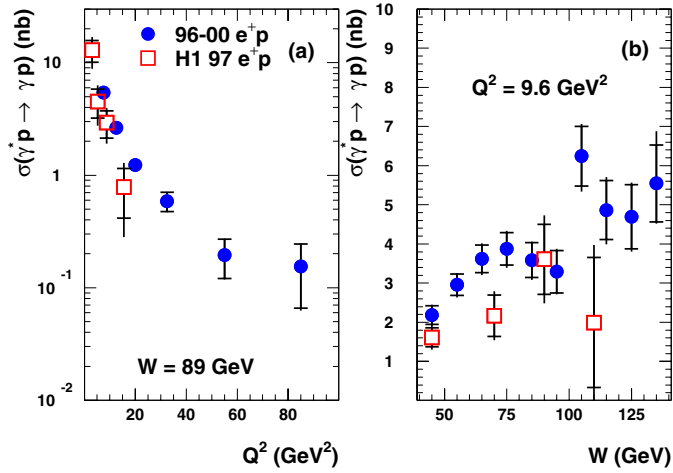 σ(γ* p → γ p) (nb)
10
1
10⁻¹
10⁻²
96-00 e⁺p
H1 97 e⁺p
(a)
W = 89 GeV
20 40 60 80
Q² (GeV²)
σ(γ* p → γ p) (nb)
10
9
8
7
6
5
4
3
2
1
(b)
Q² = 9.6 GeV²
50 75 100 125
W (GeV)